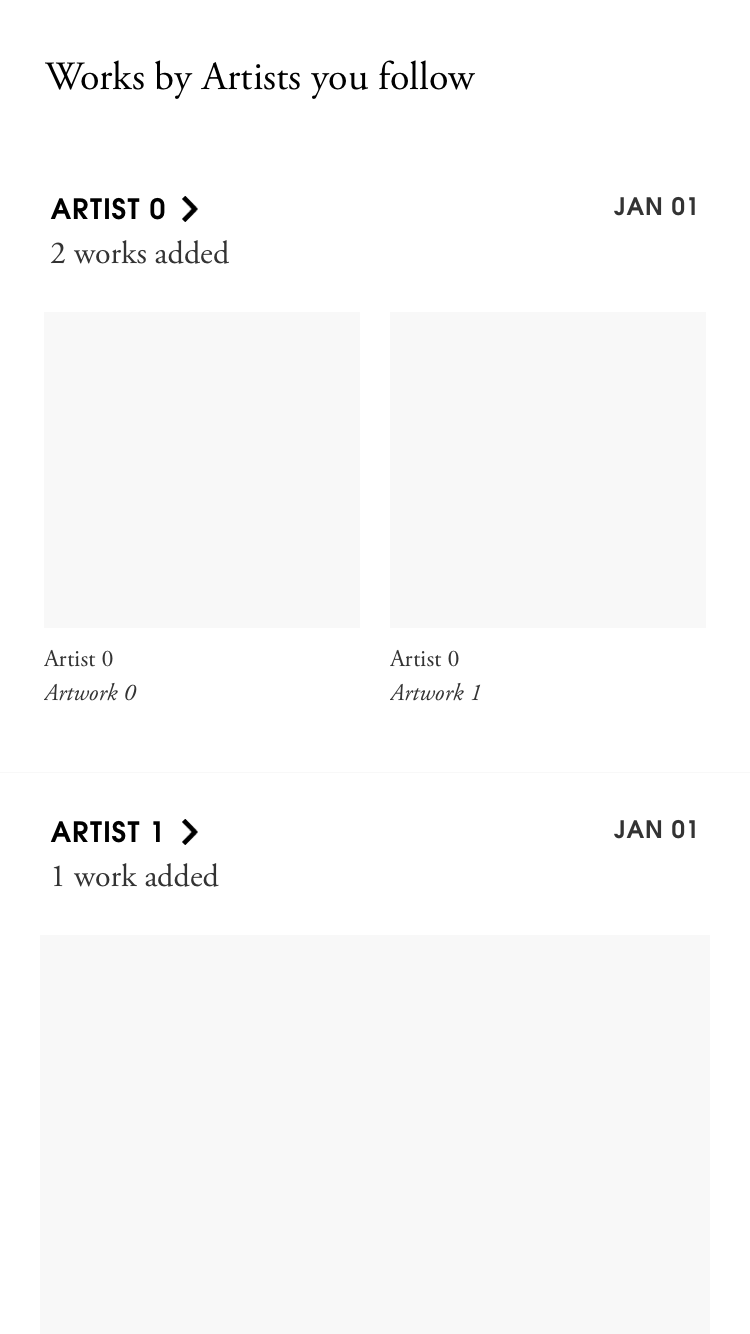 Works by Artists you follow
ARTIST 0
JAN 01
2 works added
Artist 0
Artwork 0
Artist 0
Artwork 1
ARTIST 1
JAN 01
1 work added